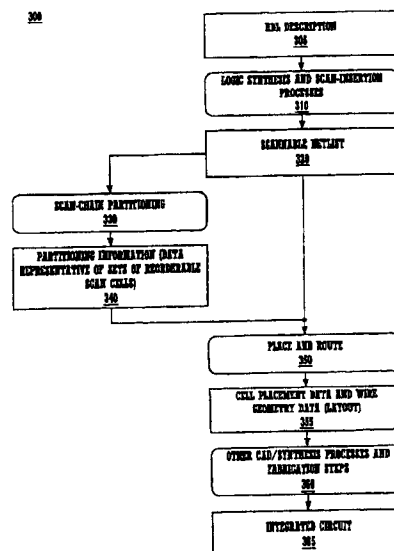 300
HDL DESCRIPTION
305
LOGIC SYNTHESIS AND SCAN-INSERTION
PROCESSES
310
SCANNABLE NETLIST
320
SCAN-CHAIN PARTITIONING
330
PARTITIONING INFORMATION (DATA
REPRESENTATIVE OF SETS OF REORDERABLE
SCAN CELLS)
340
PLACE AND ROUTE
350
CELL PLACEMENT DATA AND WIRE
GEOMETRY DATA (LAYOUT)
355
OTHER CAD/SYNTHESIS PROCESSES AND
FABRICATION STEPS
360
INTEGRATED CIRCUIT
365